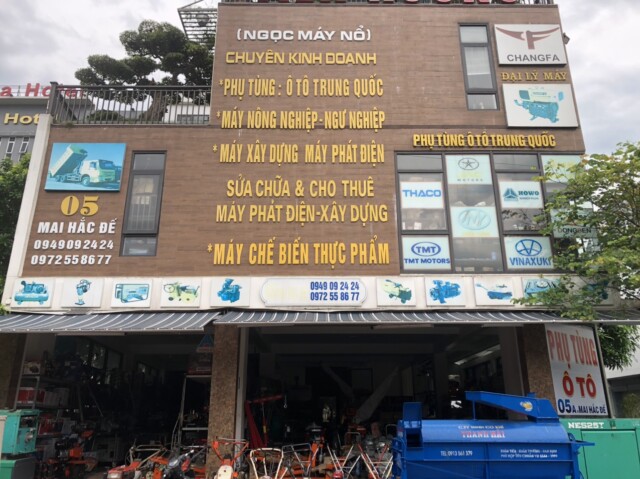 (NGỌC MÁY NỔ)
CHUYÊN KINH DOANH
*PHỤ TÙNG : Ô TÔ TRUNG QUỐC
*MÁY NÔNG NGHIỆP-NGƯ NGHIỆP
*MÁY XÂY DỰNG MÁY PHÁT ĐIỆN
SỬA CHỮA & CHO THUÊ
MÁY PHÁT ĐIỆN-XÂY DỰNG
*MÁY CHẾ BIẾN THỰC PHẨM
CHANGFA
ĐẠI LÝ MÁY
PHỤ TÙNG Ô TÔ TRUNG QUỐC
THACO
HOWO
TMT
TMT MOTORS
VINAXUKI
05
MAI HẮC ĐẾ
0949092424
0972558677
0949 09 24 24
0972 55 86 77
PHỤ TÙNG
Ô TÔ
05A.MAI HẮC ĐẾ
Hot